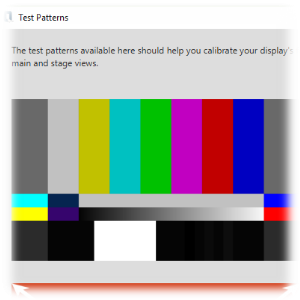 Test Patterns
The test patterns available here should help you calibrate your display's
main and stage views.